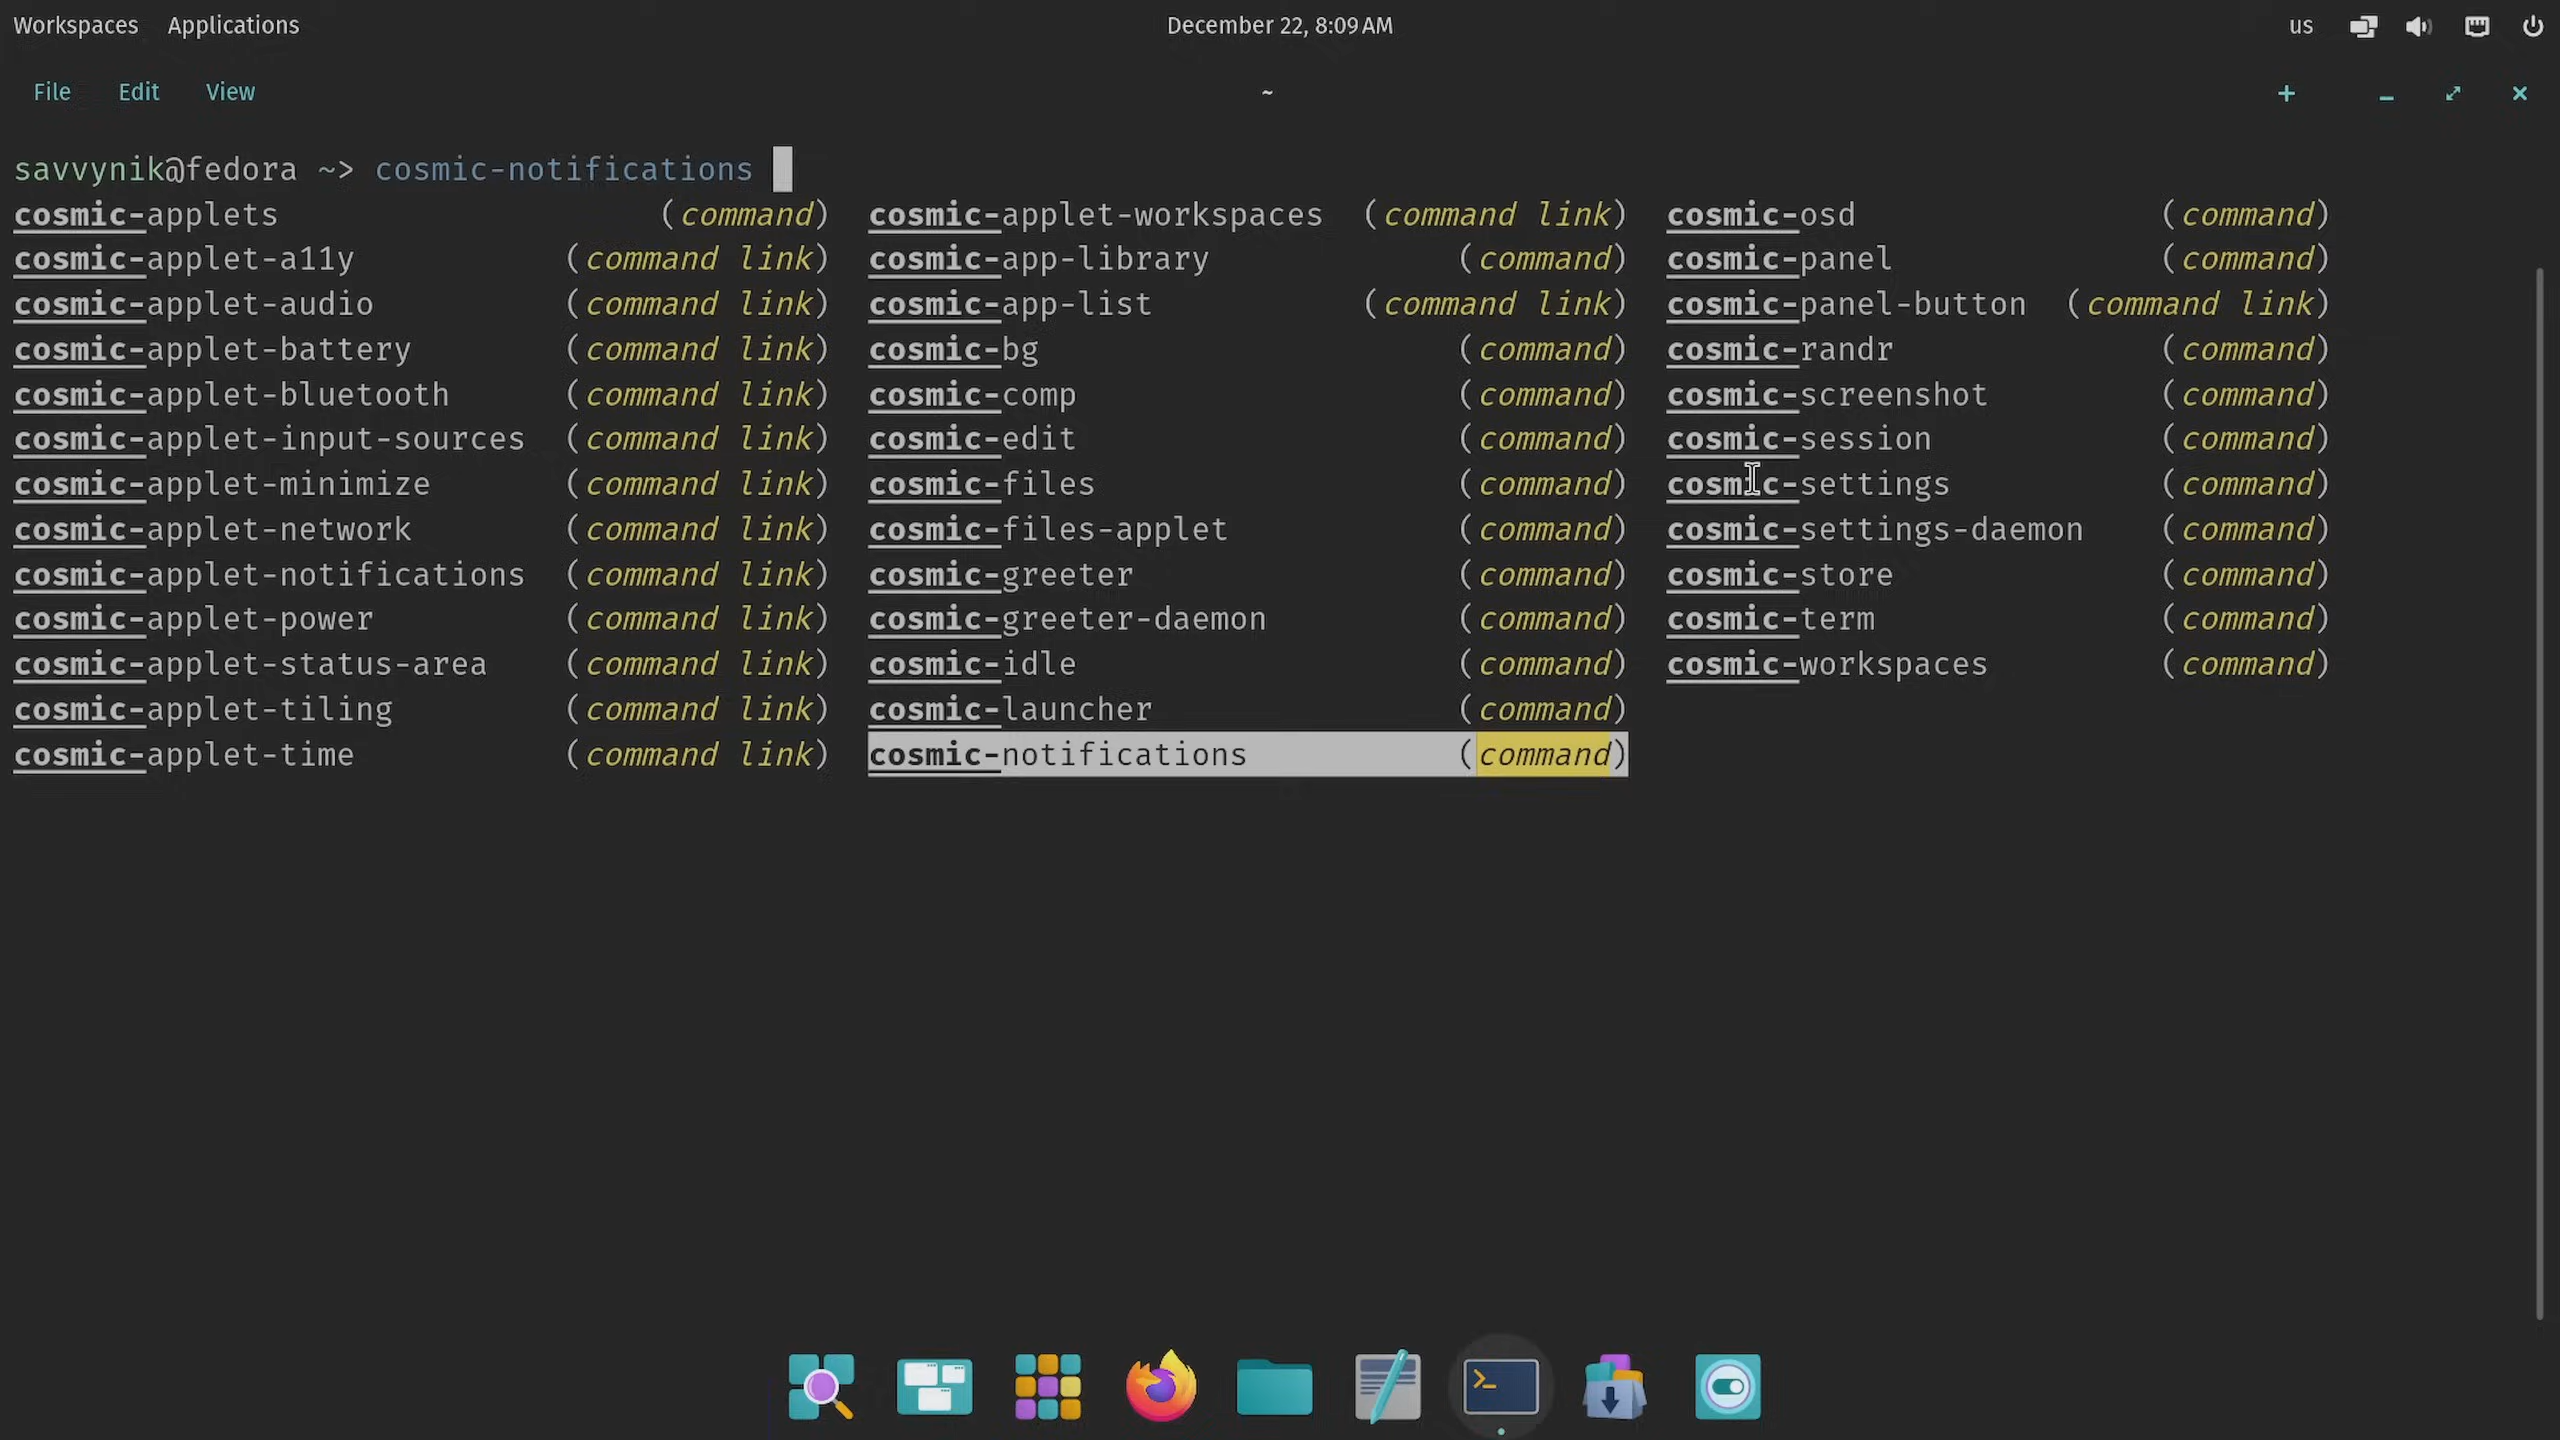 Workspaces Applications December 22, 8:09 AM us
File Edit View ~
savvynik@fedora ~> cosmic-notifications
cosmic-applets (command) cosmic-applet-workspaces (command link) cosmic-osd (command)
cosmic-applet-a11y (command link) cosmic-app-library (command) cosmic-panel (command)
cosmic-applet-audio (command link) cosmic-app-list (command link) cosmic-panel-button (command link)
cosmic-applet-battery (command link) cosmic-bg (command) cosmic-randr (command)
cosmic-applet-bluetooth (command link) cosmic-comp (command) cosmic-screenshot (command)
cosmic-applet-input-sources (command link) cosmic-edit (command) cosmic-session (command)
cosmic-applet-minimize (command link) cosmic-files (command) cosmic-settings (command)
cosmic-applet-network (command link) cosmic-files-applet (command) cosmic-settings-daemon (command)
cosmic-applet-notifications (command link) cosmic-greeter (command) cosmic-store (command)
cosmic-applet-power (command link) cosmic-greeter-daemon (command) cosmic-term (command)
cosmic-applet-status-area (command link) cosmic-idle (command) cosmic-workspaces (command)
cosmic-applet-tiling (command link) cosmic-launcher (command)
cosmic-applet-time (command link) cosmic-notifications (command)